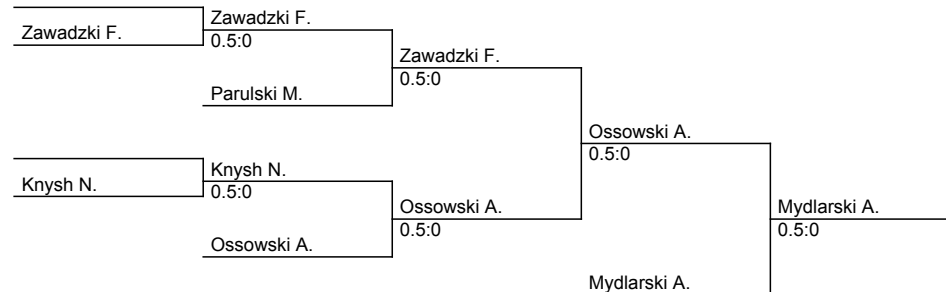 Zawadzki F.
Zawadzki F.
0.5:0
Zawadzki F.
0.5:0
Parulski M.
Ossowski A.
0.5:0
Knysh N.
Knysh N.
0.5:0
Ossowski A.
0.5:0
Mydlarski A.
0.5:0
Ossowski A.
Mydlarski A.